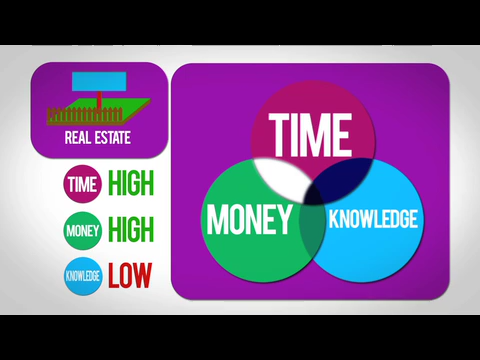 REAL ESTATE
TIME HIGH
MONEY HIGH
KNOWLEDGE LOW
TIME
MONEY
KNOWLEDGE